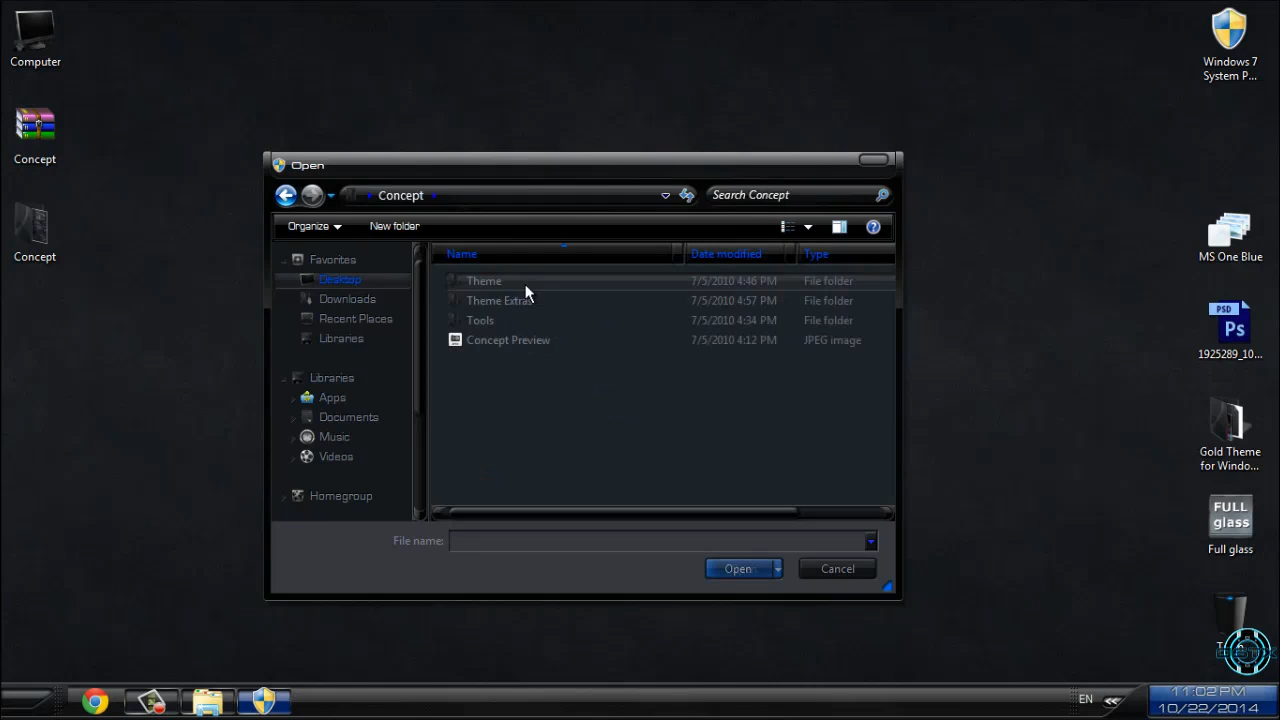 Computer
Concept
Concept
Windows 7
System P...
MS One Blue
PSD
Ps
1925289_10...
Gold Theme
for Windo...
FULL
glass
Full glass
Open
Concept
Search Concept
Organize
New folder
Name
Date modified
Type
Theme
7/5/2010 4:46 PM
File folder
Theme Extras
7/5/2010 4:57 PM
File folder
Tools
7/5/2010 4:34 PM
File folder
Concept Preview
7/5/2010 4:12 PM
JPEG image
Favorites
Desktop
Downloads
Recent Places
Libraries
Libraries
Apps
Documents
Music
Videos
Homegroup
File name:
Open
Cancel
EN
11:02 PM
10/22/2014